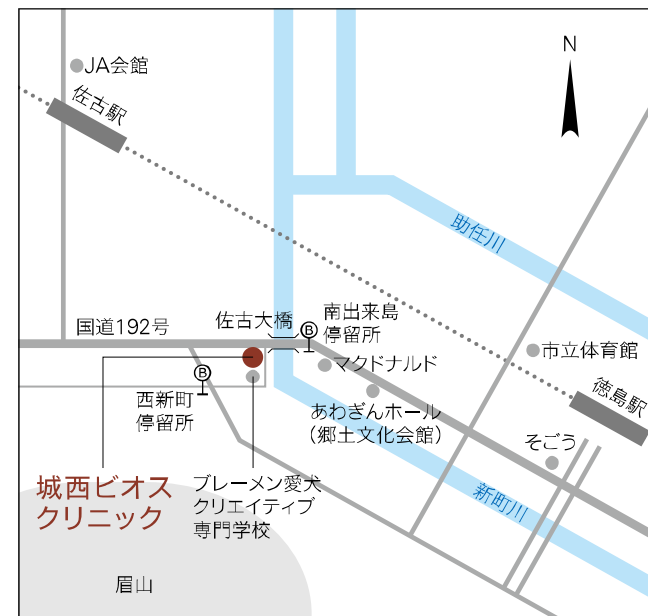 N
JA会館
佐古駅
助任川
国道192号
佐古大橋
B
南出来島
停留所
マクドナルド
市立体育館
徳島駅
B
西新町
停留所
あわぎんホール
(郷土文化会館)
そごう
城西ビオス
クリニック
ブレーメン愛犬
クリエイティブ
専門学校
新町川
眉山